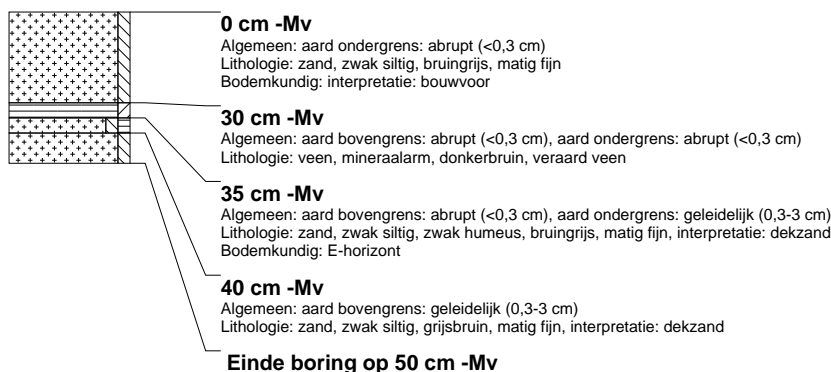 0 cm -Mv
Algemeen: aard ondergrens: abrupt (<0,3 cm)
Lithologie: zand, zwak siltig, bruingrijs, matig fijn
Bodemkundig: interpretatie: bouwvoor
30 cm -Mv
Algemeen: aard bovengrens: abrupt (<0,3 cm), aard ondergrens: abrupt (<0,3 cm)
Lithologie: veen, mineraalarm, donkerbruin, veraard veen
35 cm -Mv
Algemeen: aard bovengrens: abrupt (<0,3 cm), aard ondergrens: geleidelijk (0,3-3 cm)
Lithologie: zand, zwak siltig, zwak humeus, bruingrijs, matig fijn, interpretatie: dekzand
Bodemkundig: E-horizont
40 cm -Mv
Algemeen: aard bovengrens: geleidelijk (0,3-3 cm)
Lithologie: zand, zwak siltig, grijsbruin, matig fijn, interpretatie: dekzand
Einde boring op 50 cm -Mv